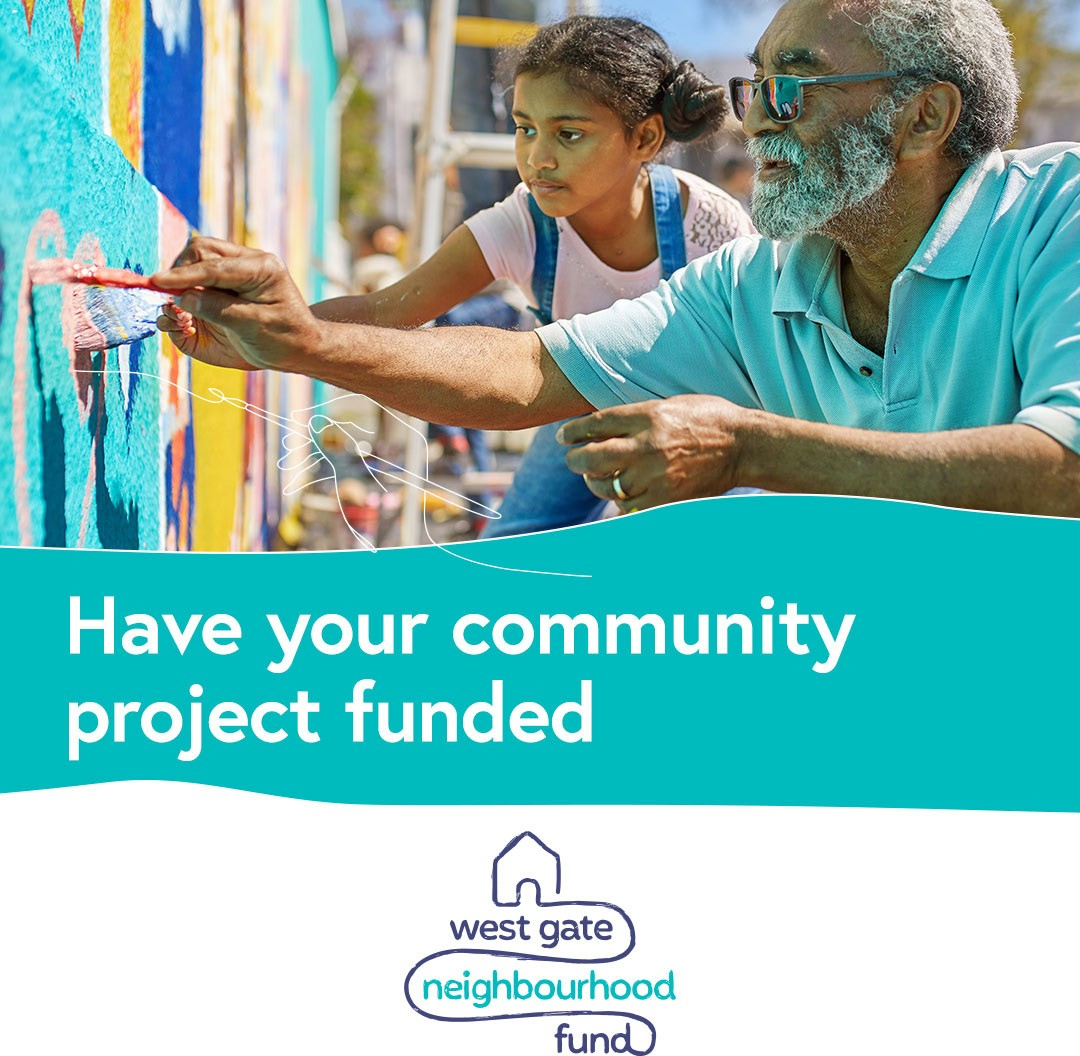 Have your community
project funded
west gate
neighbourhood
fund